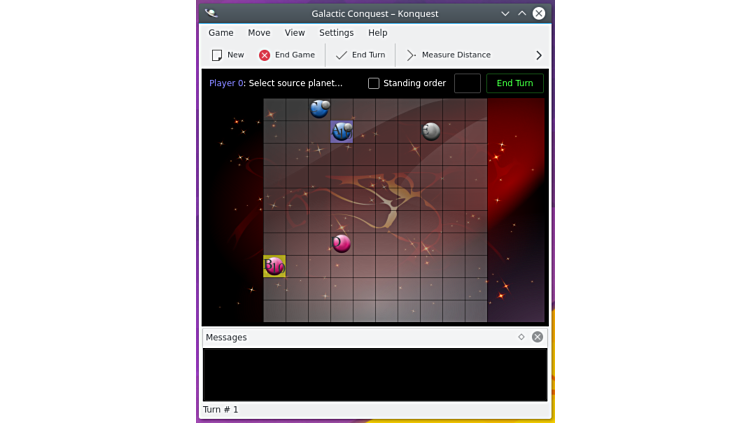 Galactic Conquest – Konquest
Game Move View Settings Help
New End Game End Turn Measure Distance
Player 0: Select source planet... Standing order End Turn
Messages
Turn # 1